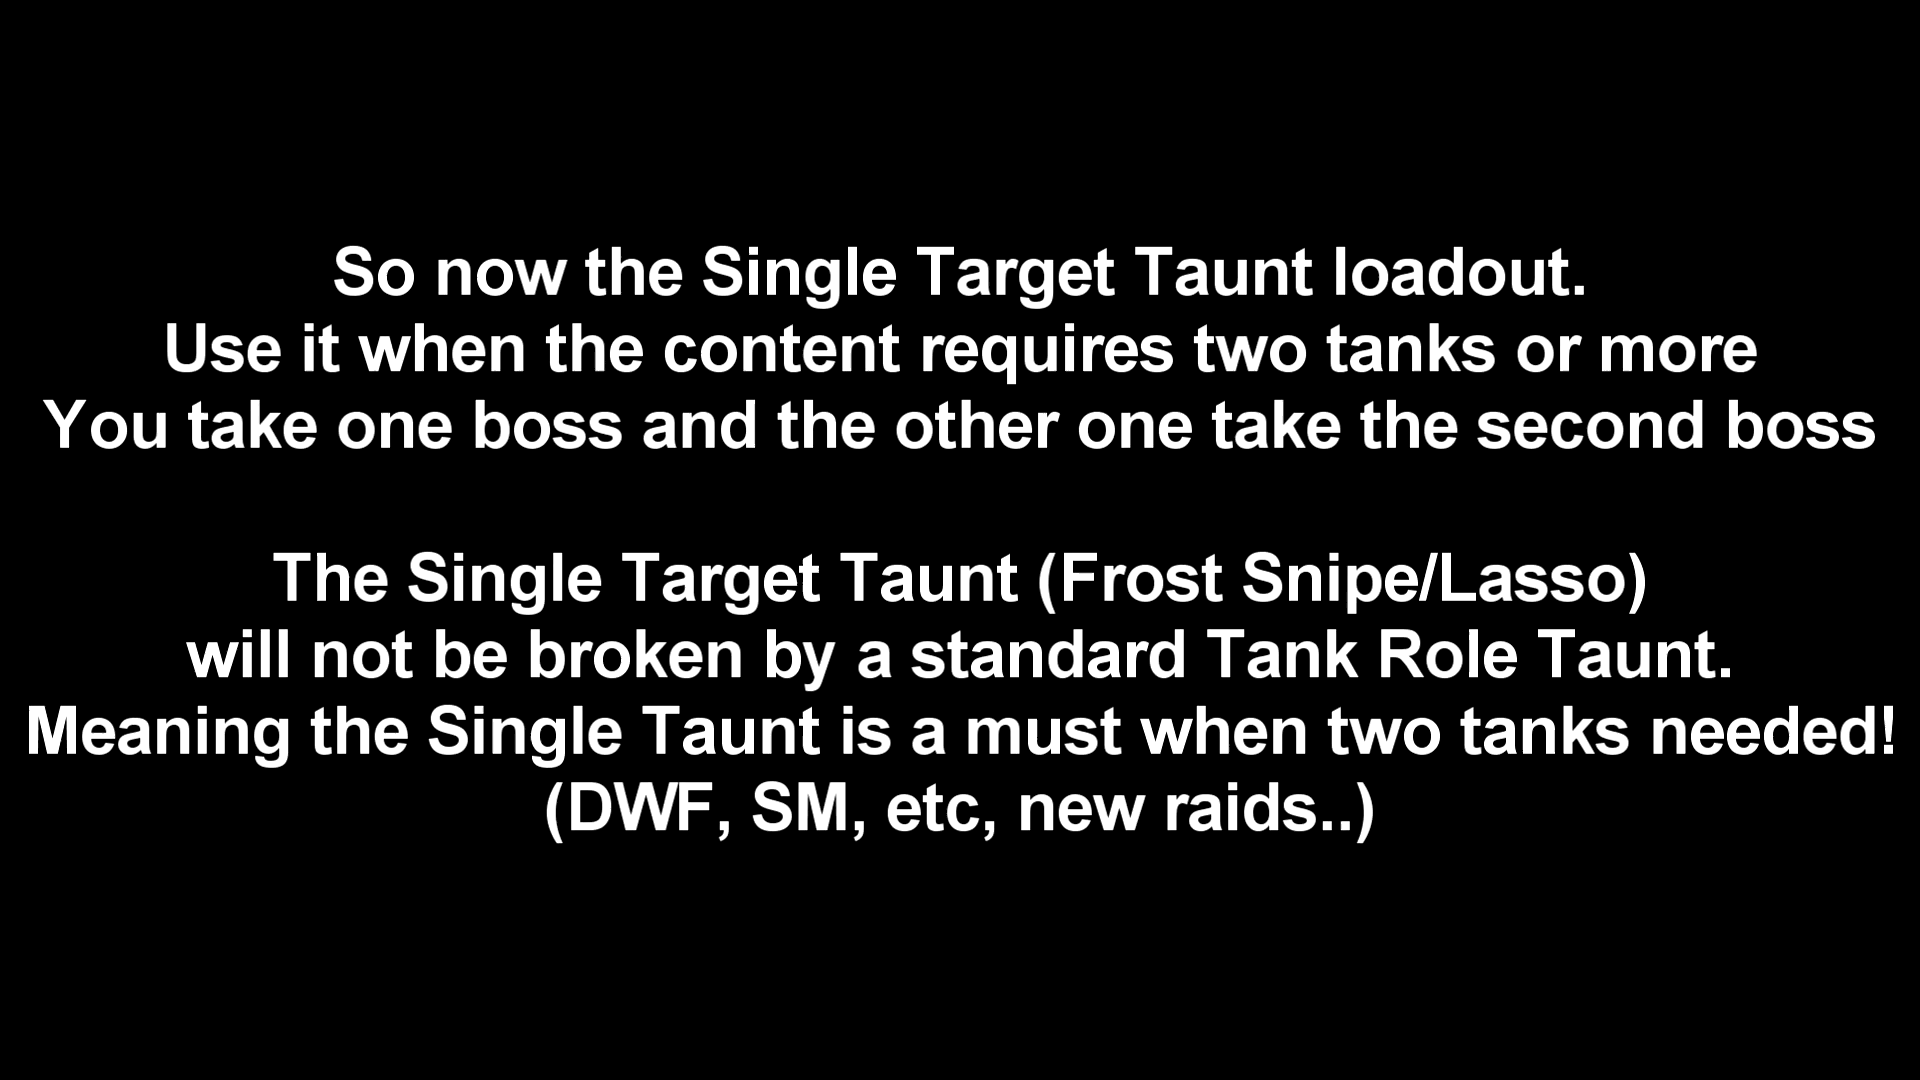 So now the Single Target Taunt loadout.
Use it when the content requires two tanks or more
You take one boss and the other one take the second boss
The Single Target Taunt (Frost Snipe/Lasso)
will not be broken by a standard Tank Role Taunt.
Meaning the Single Taunt is a must when two tanks needed!
(DWF, SM, etc, new raids..)